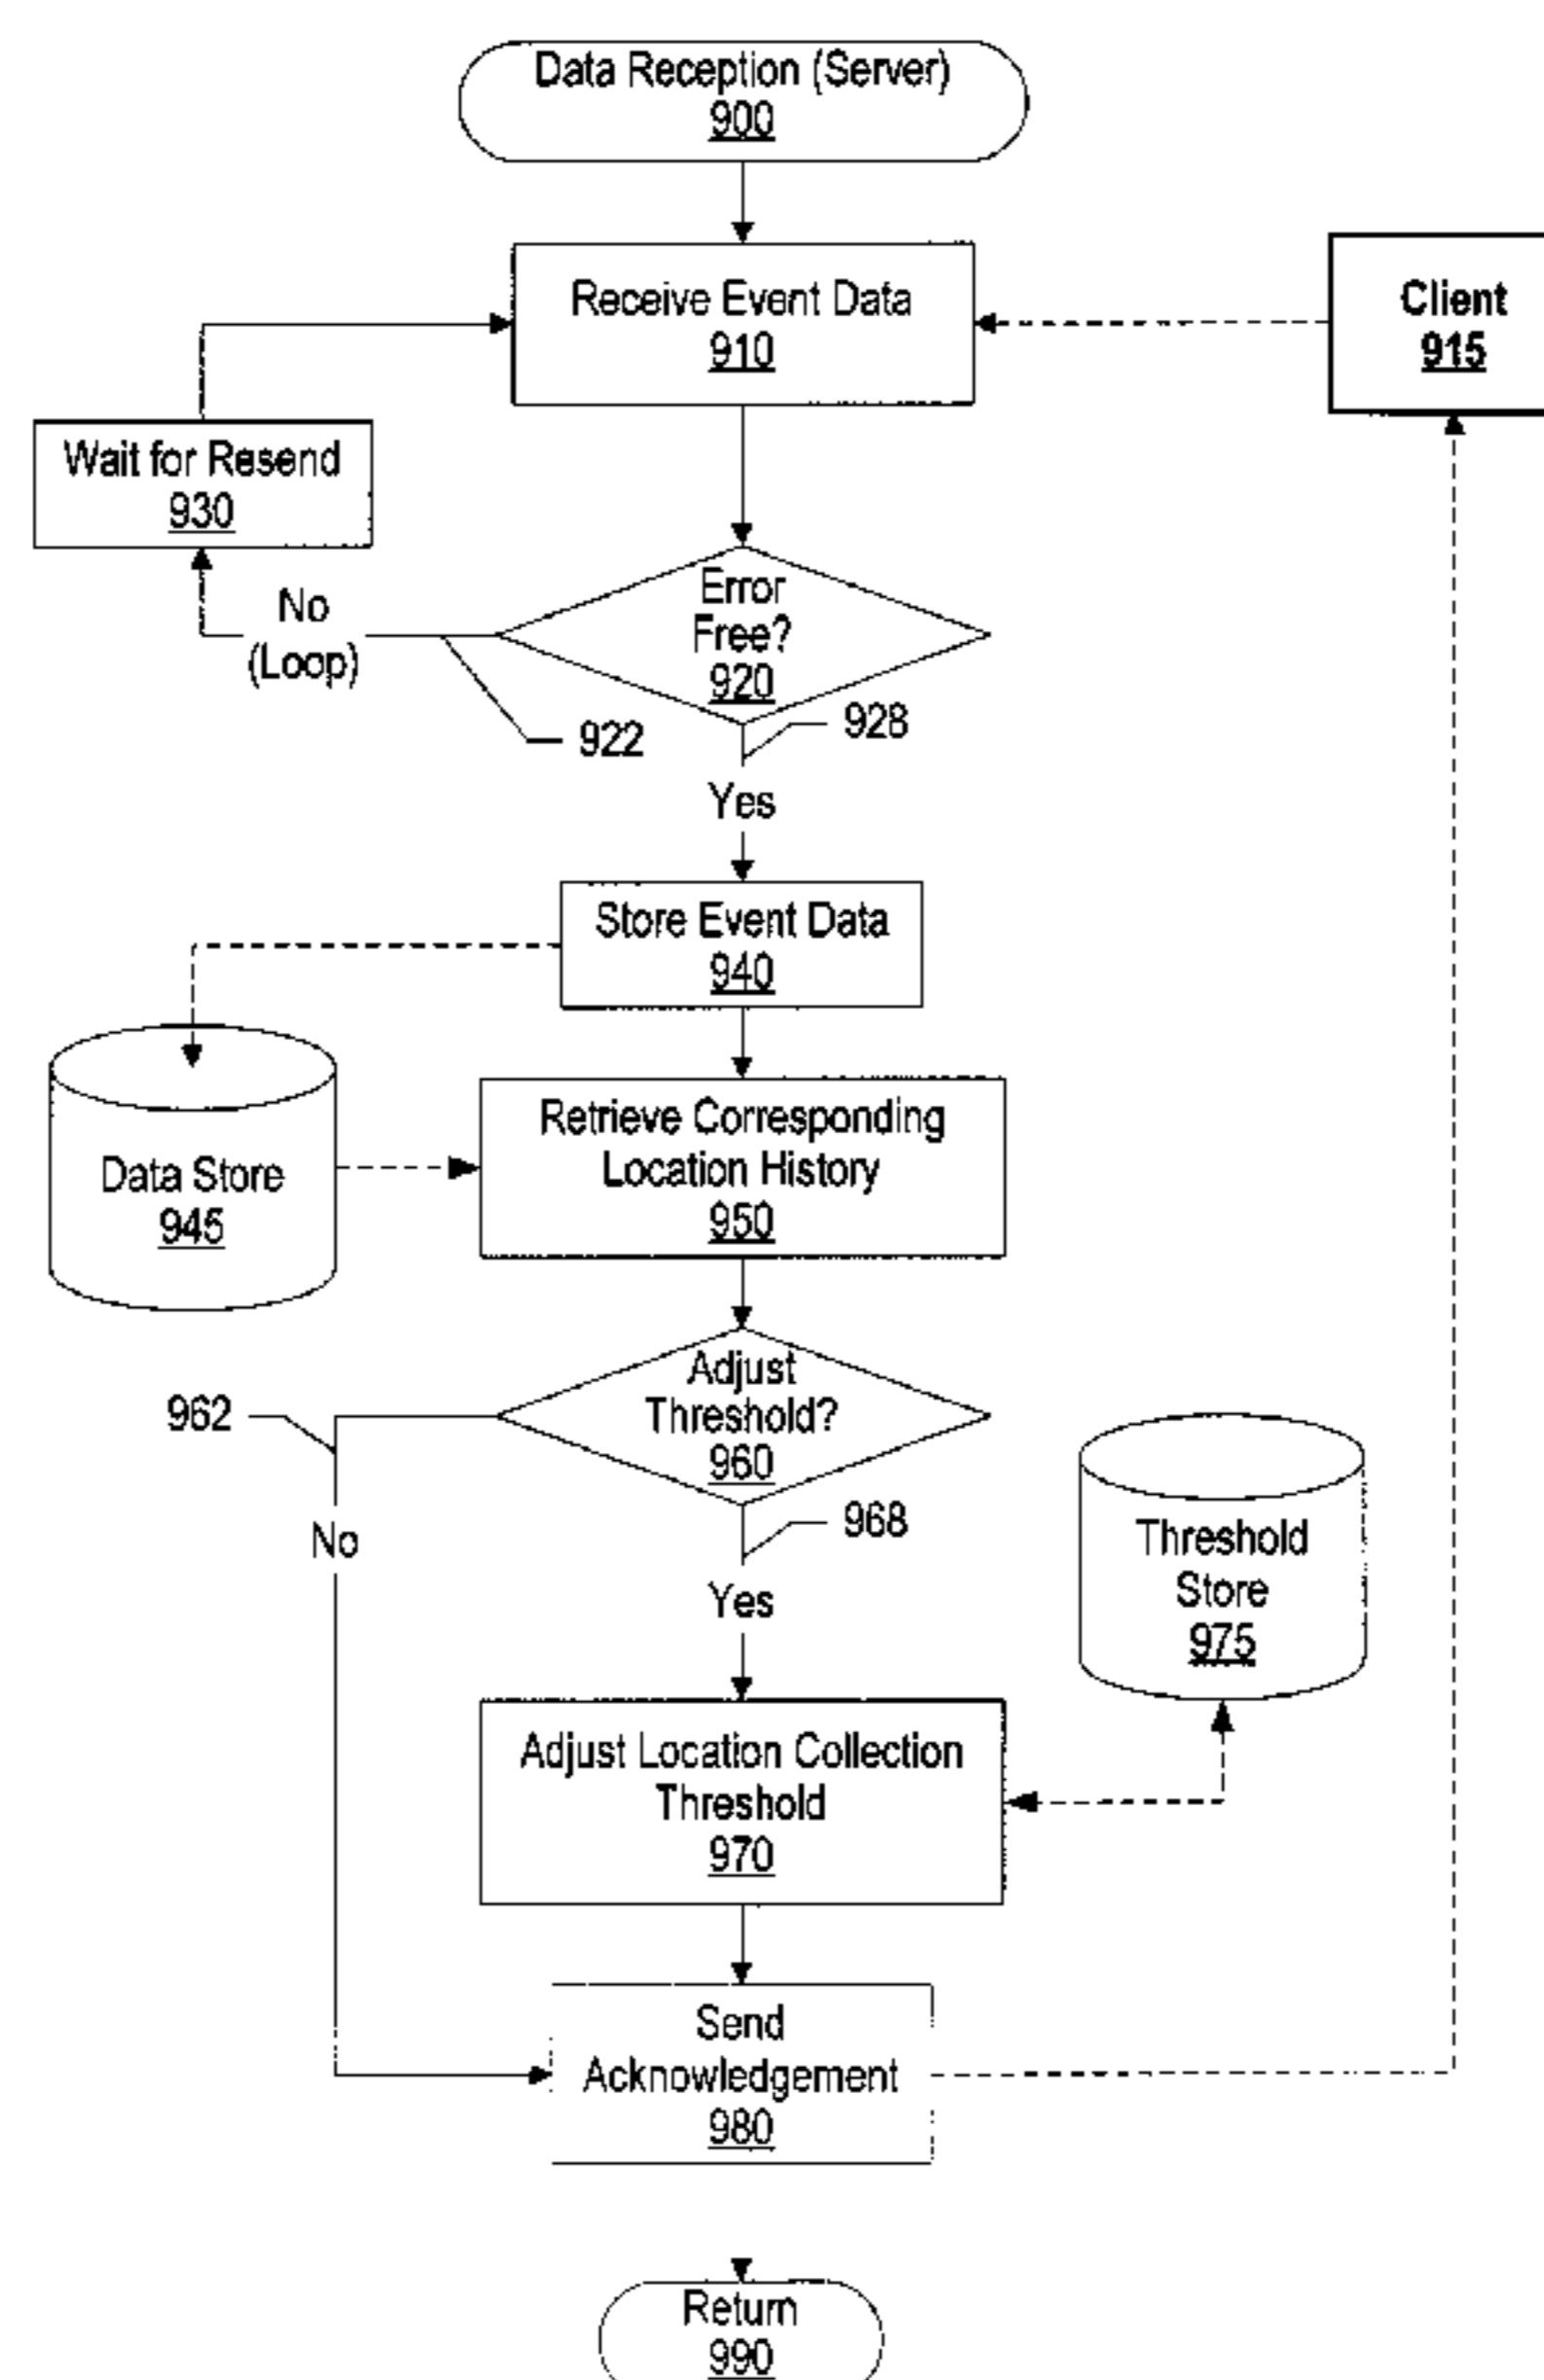 Data Reception (Server)
900
Receive Event Data
910
Client
915
Wait for Resend
930
No
(Loop)
Error
Free?
920
922
928
Yes
Store Event Data
940
Data Store
945
Retrieve Corresponding
Location History
950
Adjust
Threshold?
960
962
No
968
Yes
Threshold
Store
975
Adjust Location Collection
Threshold
970
Send
Acknowledgement
980
Return
990